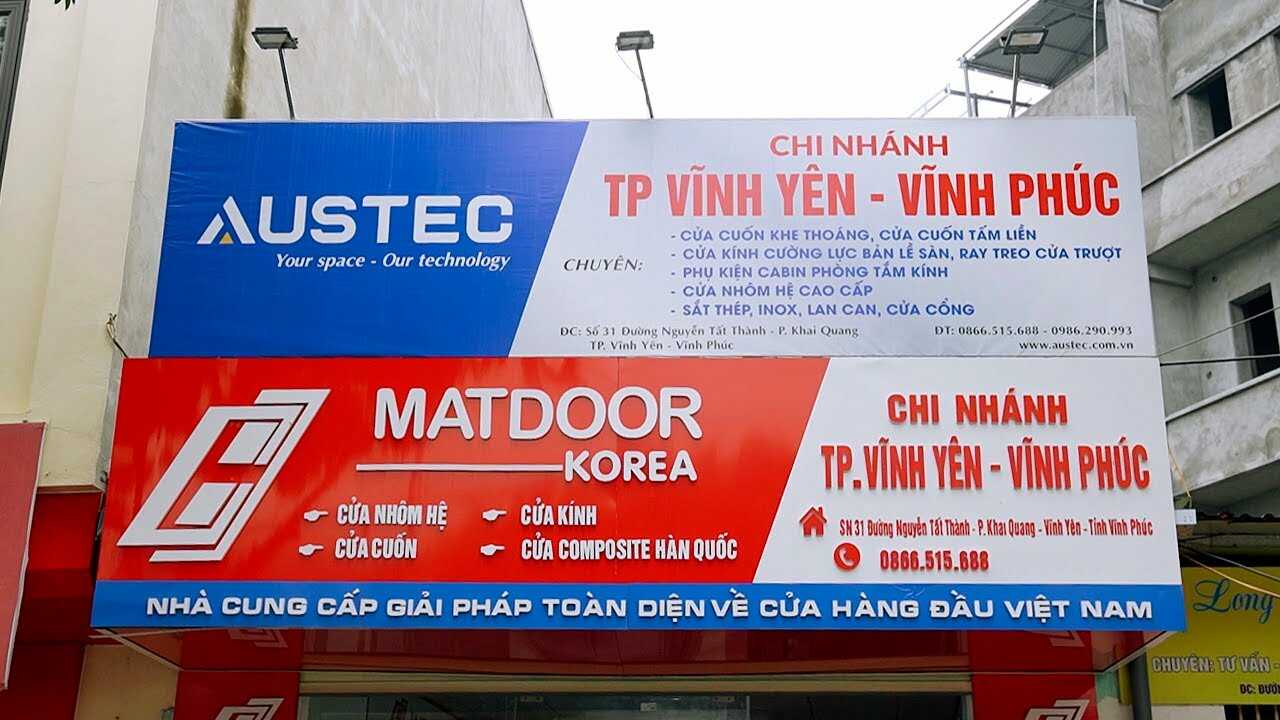 AUSTEC
Your space - Our technology
CHI NHÁNH
TP VĨNH YÊN - VĨNH PHÚC
CHUYÊN:
- CỬA CUỐN KHE THOÁNG, CỬA CUỐN TẤM LIỀN
- CỬA KÍNH CƯỜNG LỰC BẢN LỀ SÀN, RAY TREO CỬA TRƯỢT
- PHỤ KIỆN CABIN PHÒNG TẮM KÍNH
- CỬA NHÔM HỆ CAO CẤP
- SẮT THÉP, INOX, LAN CAN, CỬA CỔNG
ĐC: Số 31 Đường Nguyễn Tất Thành - P. Khai Quang
TP. Vĩnh Yên - Vĩnh Phúc
ĐT: 0866.515.688 - 0986.290.993
www.austec.com.vn
MATDOOR
KOREA
CỬA NHÔM HỆ
CỬA KÍNH
CỬA CUỐN
CỬA COMPOSITE HÀN QUỐC
CHI NHÁNH
TP. VĨNH YÊN - VĨNH PHÚC
SN 31 Đường Nguyễn Tất Thành - P. Khai Quang - Vĩnh Yên - Tỉnh Vĩnh Phúc
0866.515.688
NHÀ CUNG CẤP GIẢI PHÁP TOÀN DIỆN VỀ CỬA HÀNG ĐẦU VIỆT NAM
Long
CHUYÊN: TƯ VẤN -
ĐC: ĐƯỜ